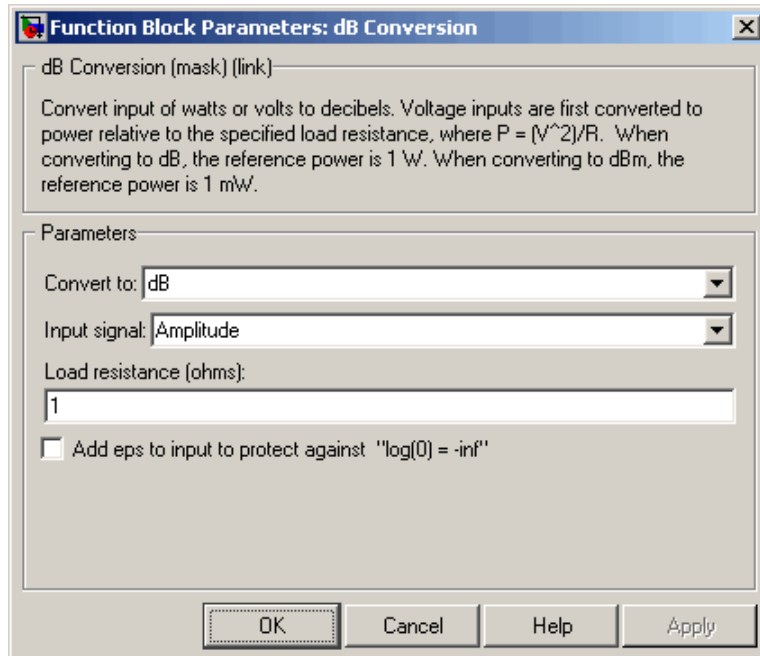 Function Block Parameters: dB Conversion
dB Conversion (mask) (link)
Convert input of watts or volts to decibels. Voltage inputs are first converted to
power relative to the specified load resistance, where P = (V^2)/R.  When
converting to dB, the reference power is 1 W. When converting to dBm, the
reference power is 1 mW.
Parameters
Convert to: dB
Input signal: Amplitude
Load resistance (ohms):
1
Add eps to input to protect against  "log(0) = -inf"
OK Cancel Help Apply